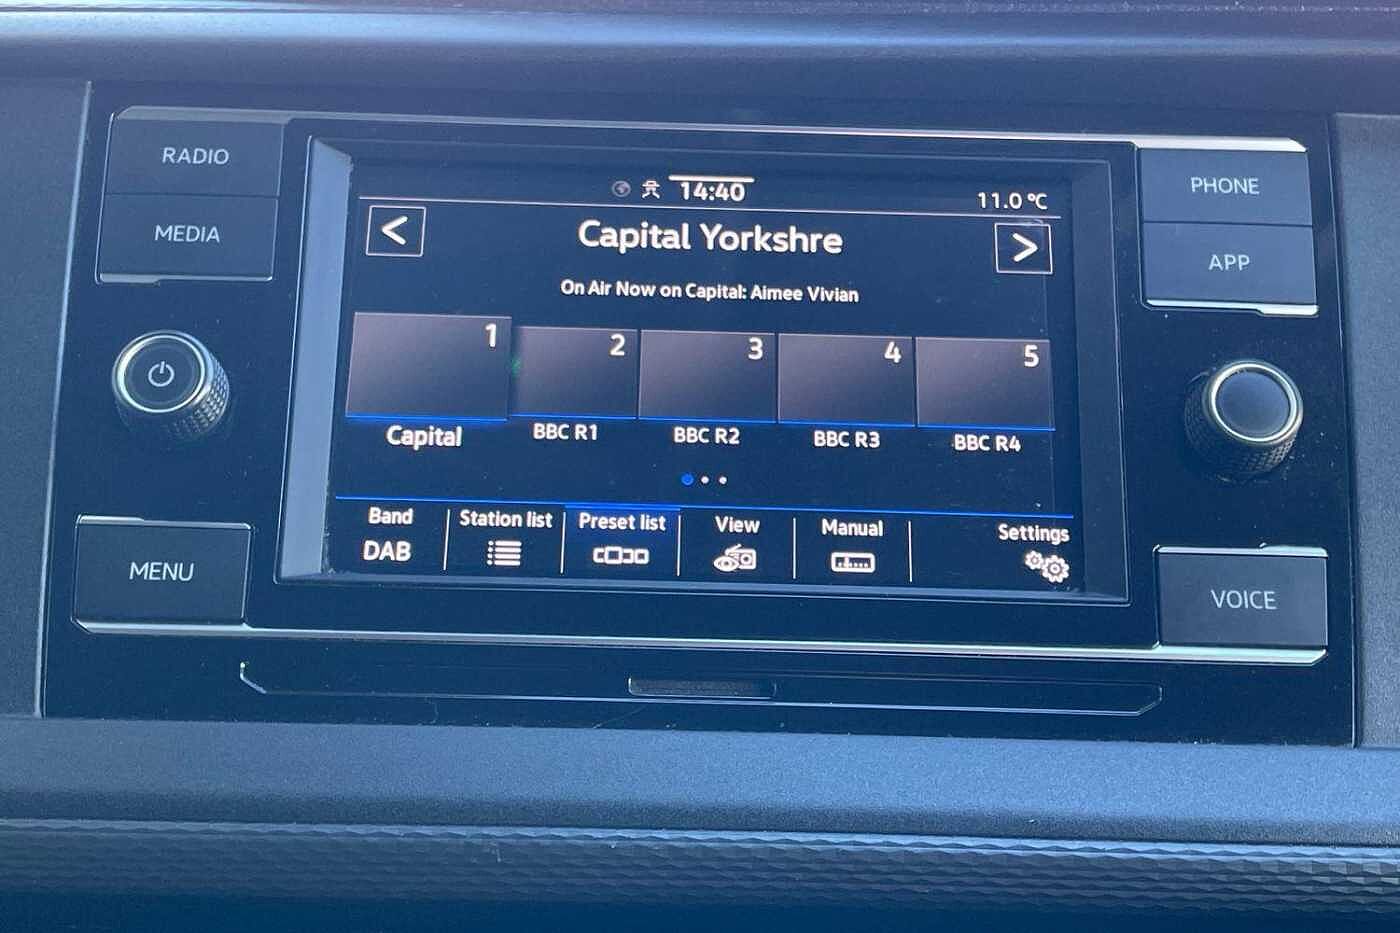 RADIO
MEDIA
14:40
11.0 °C
<
Capital Yorkshre
>
On Air Now on Capital: Aimee Vivian
1
2
3
4
5
Capital
BBC R1
BBC R2
BBC R3
BBC R4
Band
DAB
Station list
Preset list
View
Manual
Settings
PHONE
APP
MENU
VOICE